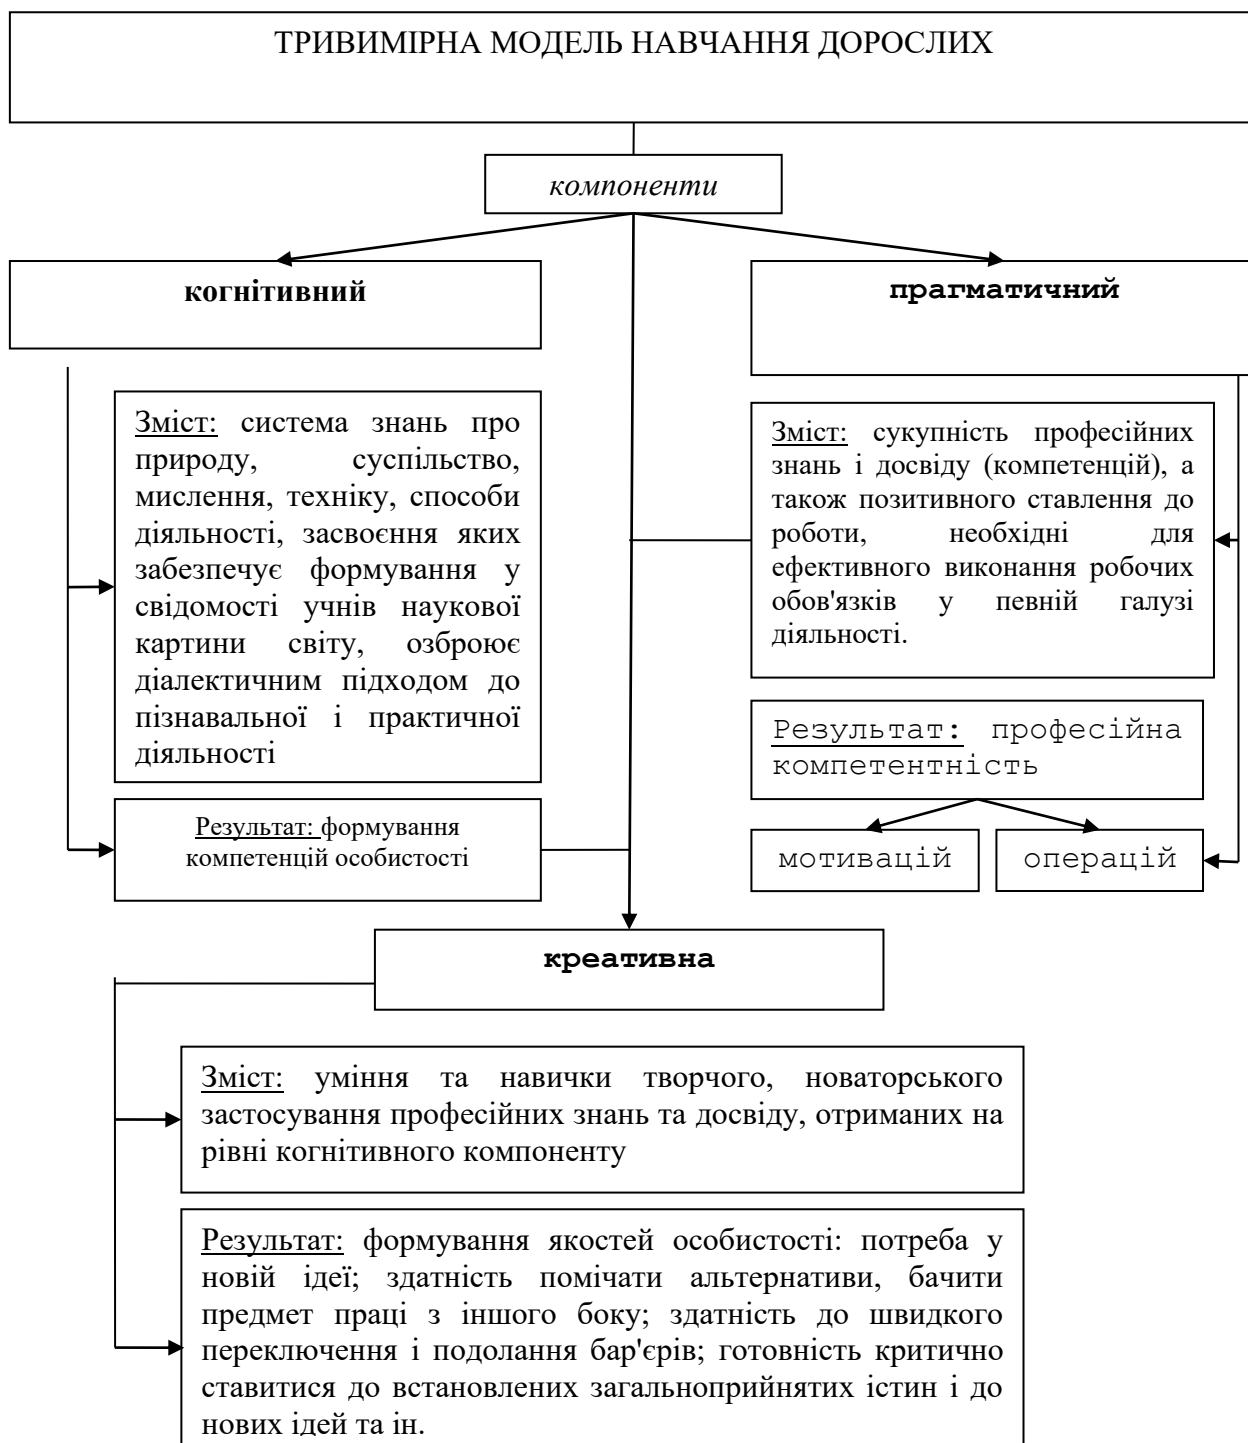 ТРИВИМІРНА МОДЕЛЬ НАВЧАННЯ ДОРОСЛИХ
компоненти
когнітивний
прагматичний
Зміст: система знань про
природу, суспільство,
мислення, техніку, способи
діяльності, засвоєння яких
забезпечує формування у
свідомості учнів наукової
картини світу, озброює
діалектичним підходом до
пізнавальної і практичної
діяльності
Зміст: сукупність професійних
знань і досвіду (компетенцій), а
також позитивного ставлення до
роботи, необхідні для
ефективного виконання робочих
обов'язків у певній галузі
діяльності.
Результат: професійна
компетентність
Результат: формування
компетенцій особистості
мотивацій
операцій
креативна
Зміст: уміння та навички творчого, новаторського
застосування професійних знань та досвіду, отриманих на
рівні когнітивного компоненту
Результат: формування якостей особистості: потреба у
новій ідеї; здатність помічати альтернативи, бачити
предмет праці з іншого боку; здатність до швидкого
переключення і подолання бар'єрів; готовність критично
ставитися до встановлених загальноприйнятих істин і до
нових ідей та ін.